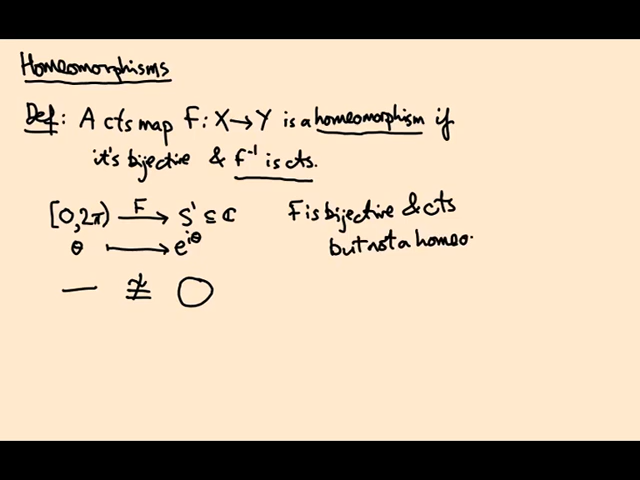 Homeomorphisms
Def: A cts map F: X → Y is a homeomorphism if
it's bijective & F⁻¹ is cts.
[0,2π) —F→ S¹ ⊆ ℂ F is bijective & cts
θ ↦ e^{iθ} but not a homeo.
— ≇ ○